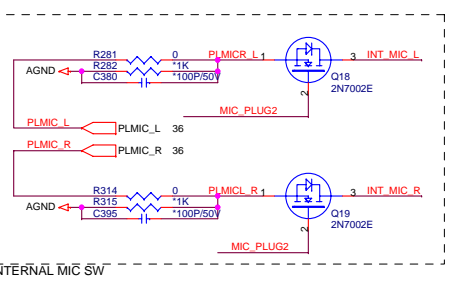 R281 0 PLMICR_L 1 3 INT_MIC_L
R282 *1K
AGND C380 *100P/50V Q18
2N7002E
2
MIC_PLUG2
PLMIC_L PLMIC_L 36
PLMIC_R PLMIC_R 36
R314 0 PLMICL_R 1 3 INT_MIC_R
R315 *1K
AGND C395 *100P/50V Q19
2N7002E
2
MIC_PLUG2
NTERNAL MIC SW